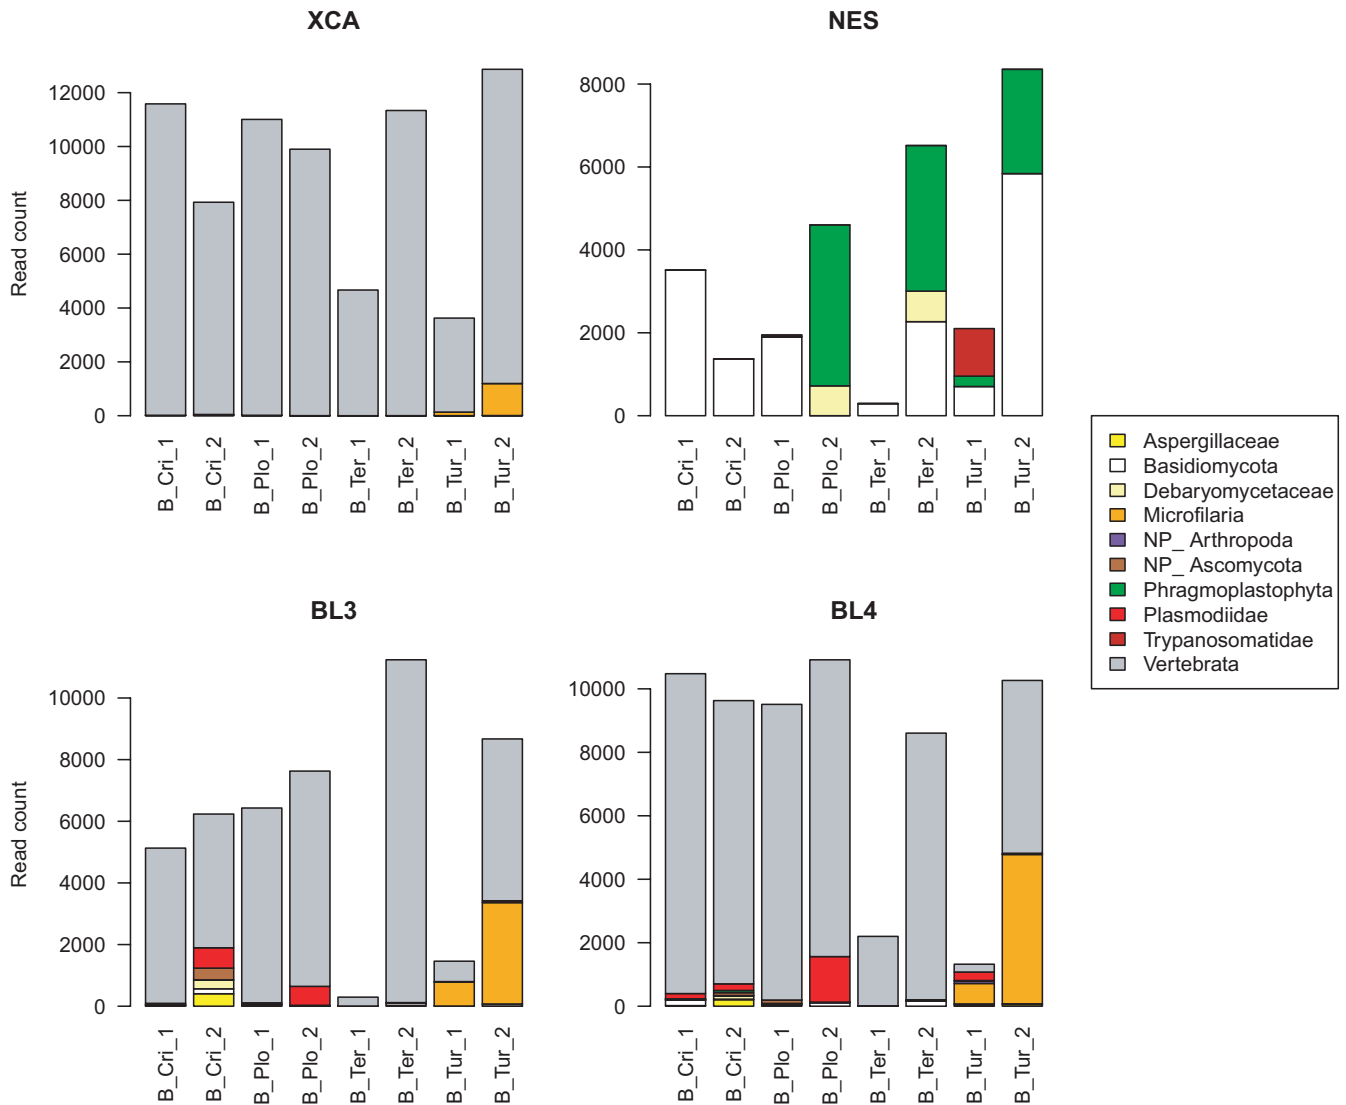 XCA
Read count
12000
10000
8000
6000
4000
2000
0
B_Cri_1
B_Cri_2
B_Plo_1
B_Plo_2
B_Ter_1
B_Ter_2
B_Tur_1
B_Tur_2
NES
8000
6000
4000
2000
0
B_Cri_1
B_Cri_2
B_Plo_1
B_Plo_2
B_Ter_1
B_Ter_2
B_Tur_1
B_Tur_2
Aspergillaceae
Basidiomycota
Debaryomycetaceae
Microfilaria
NP_ Arthropoda
NP_ Ascomycota
Phragmoplastophyta
Plasmodiidae
Trypanosomatidae
Vertebrata
BL3
Read count
10000
8000
6000
4000
2000
0
B_Cri_1
B_Cri_2
B_Plo_1
B_Plo_2
B_Ter_1
B_Ter_2
B_Tur_1
B_Tur_2
BL4
10000
8000
6000
4000
2000
0
B_Cri_1
B_Cri_2
B_Plo_1
B_Plo_2
B_Ter_1
B_Ter_2
B_Tur_1
B_Tur_2